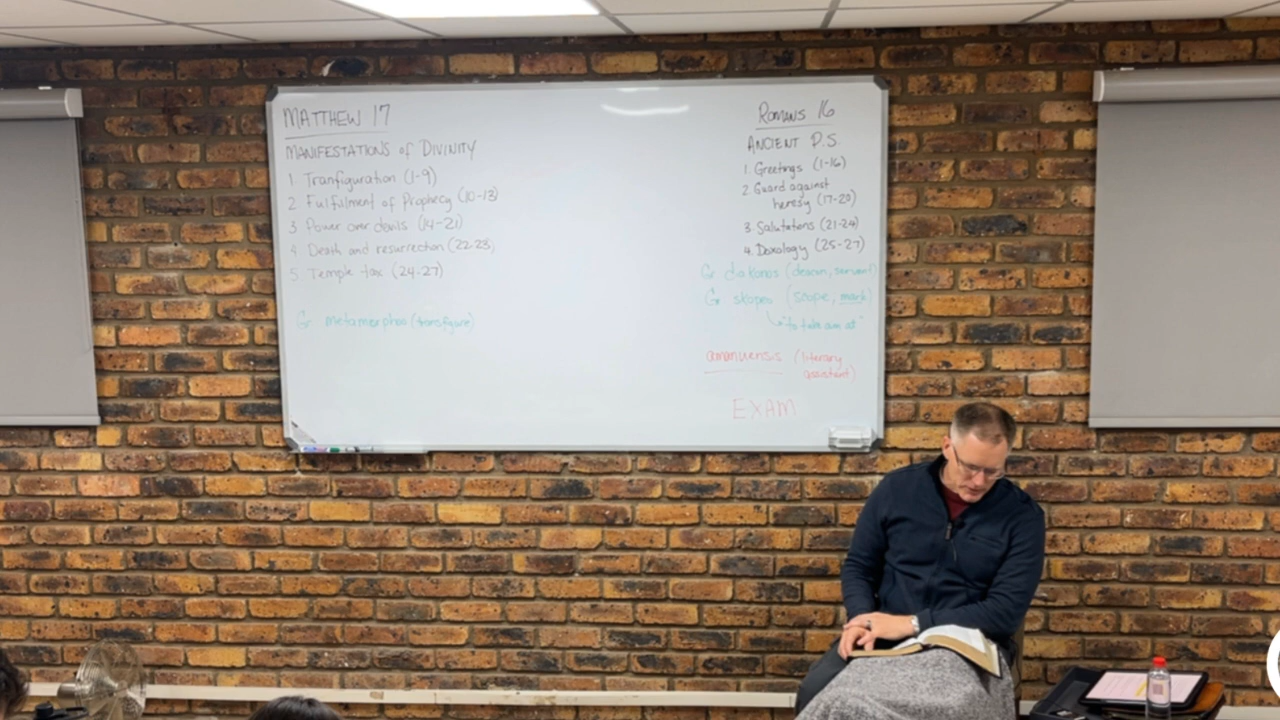 MATTHEW 17
MANIFESTATIONS of DIVINITY
1 Tranfiguration (1-9)
2 Fulfilment of Prophecy (10-13)
3 Power over devils (14-21)
4 Death and resurrection (22-23)
5 Temple tax (24-27)
Gr metamorphoo (transfigure)
ROMANS 16
ANCIENT P.S.
1. Greetings (1-16)
2. Guard against
heresy (17-20)
3. Salutations (21-24)
4. Doxology (25-27)
Gr diakonos (deacon, servant)
Gr skopeo (scope, mark)
"to take aim at"
amanuensis (literary
assistant)
EXAM